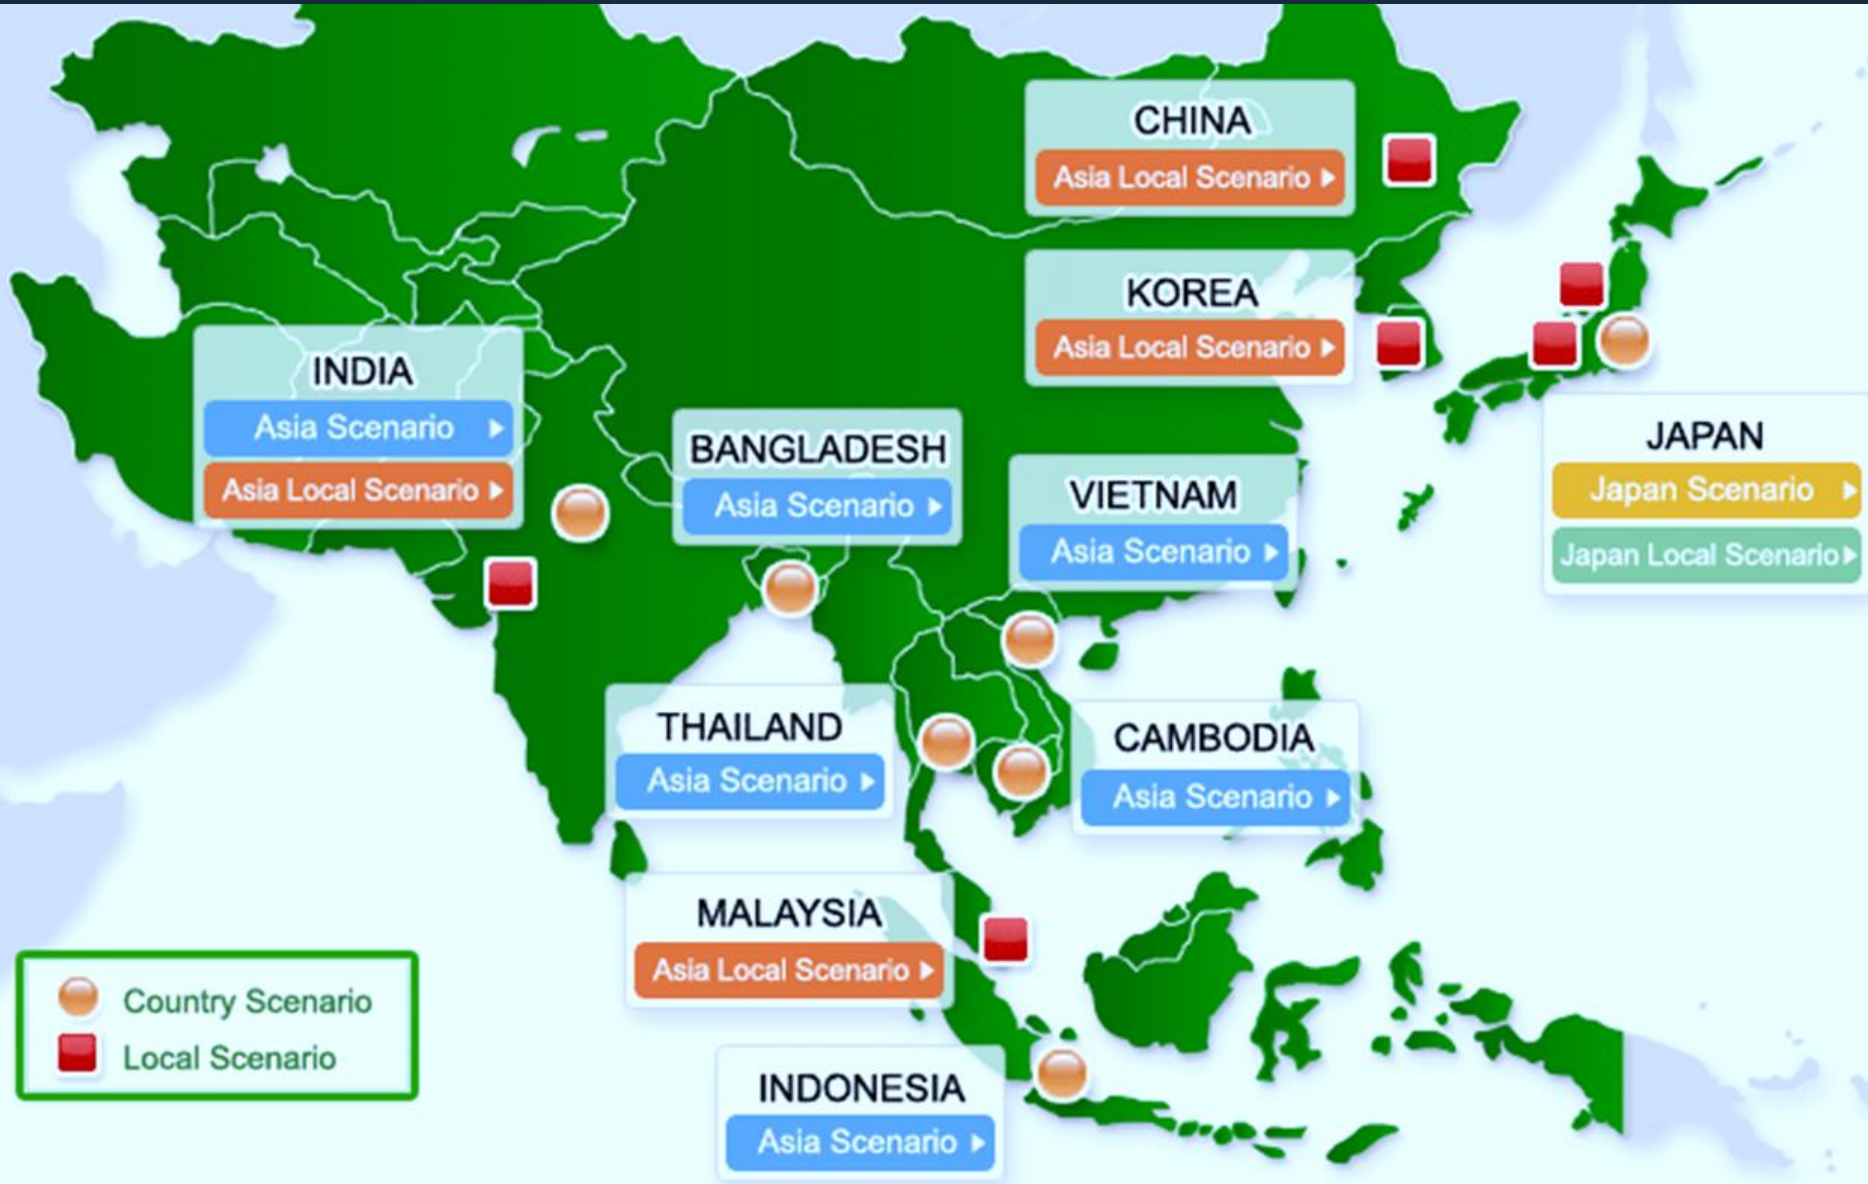 CHINA
Asia Local Scenario
KOREA
Asia Local Scenario
INDIA
Asia Scenario
Asia Local Scenario
BANGLADESH
Asia Scenario
VIETNAM
Asia Scenario
JAPAN
Japan Scenario
Japan Local Scenario
THAILAND
Asia Scenario
CAMBODIA
Asia Scenario
MALAYSIA
Asia Local Scenario
Country Scenario
Local Scenario
INDONESIA
Asia Scenario